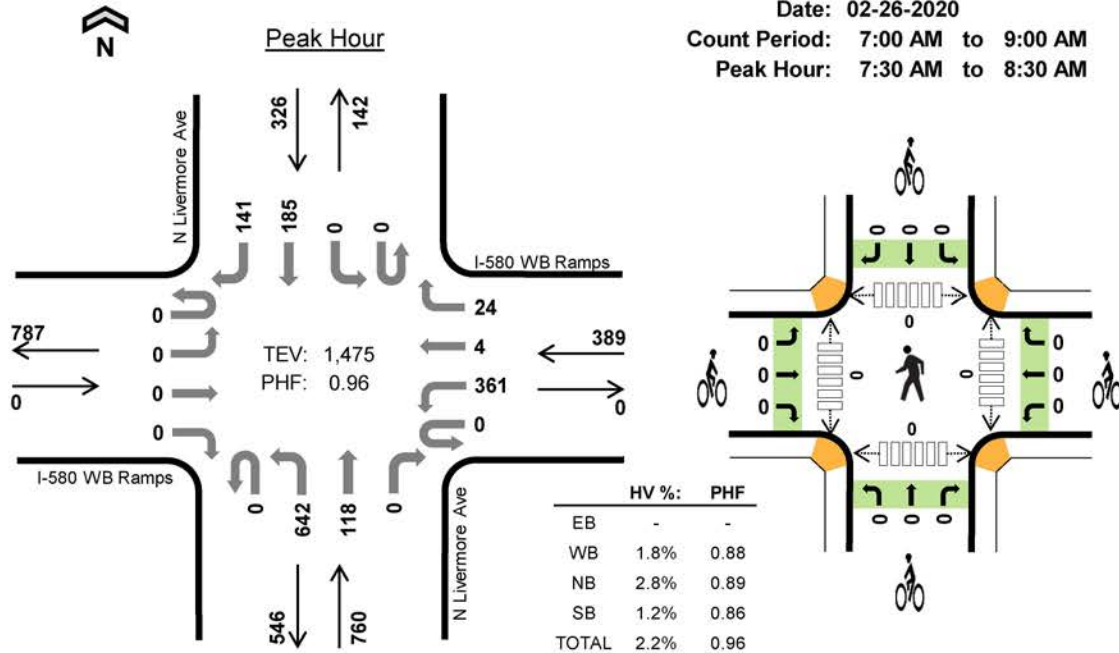 N
Peak Hour
Date: 02-26-2020
Count Period: 7:00 AM to 9:00 AM
Peak Hour: 7:30 AM to 8:30 AM
N Livermore Ave
326
142
141
185
0
0
I-580 WB Ramps
0
24
787
0
TEV: 1,475
4
389
0
0
PHF: 0.96
361
0
0
0
I-580 WB Ramps
0
642
118
0
N Livermore Ave
546
760
HV %: PHF
EB - -
WB 1.8% 0.88
NB 2.8% 0.89
SB 1.2% 0.86
TOTAL 2.2% 0.96
0 0 0
0
0 0
0 0 0 0
0 0
0
0 0 0